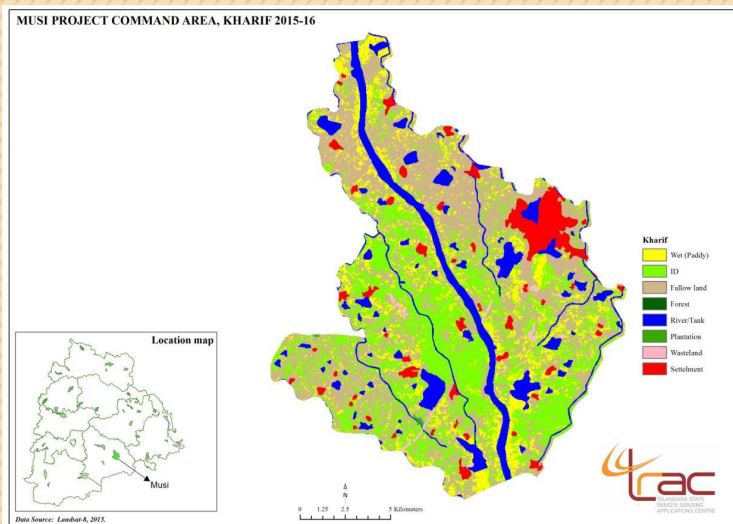 MUSI PROJECT COMMAND AREA, KHARIF 2015-16
Kharif
Wet (Paddy)
ID
Fallow land
Forest
River/Tank
Plantation
Wasteland
Settelment
Location map
Musi
N
0 1.25 2.5 5 Kilometers
Data Source: Landsat-8, 2015.
trac
TELANGANA STATE
REMOTE SENSING
APPLICATIONS CENTRE